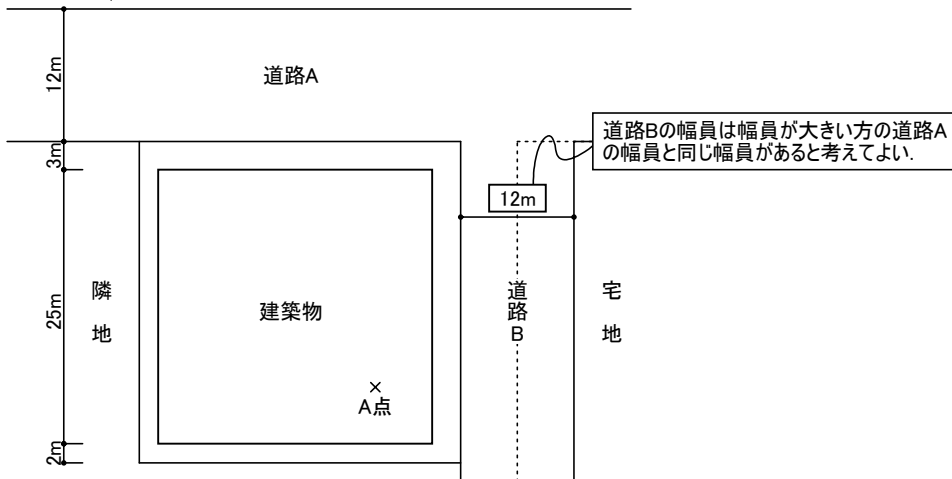 12m
道路A
道路Bの幅員は幅員が大きい方の道路A
の幅員と同じ幅員があると考えてよい.
3m
12m
25m
隣地
建築物
道路B
宅地
×
A点
2m